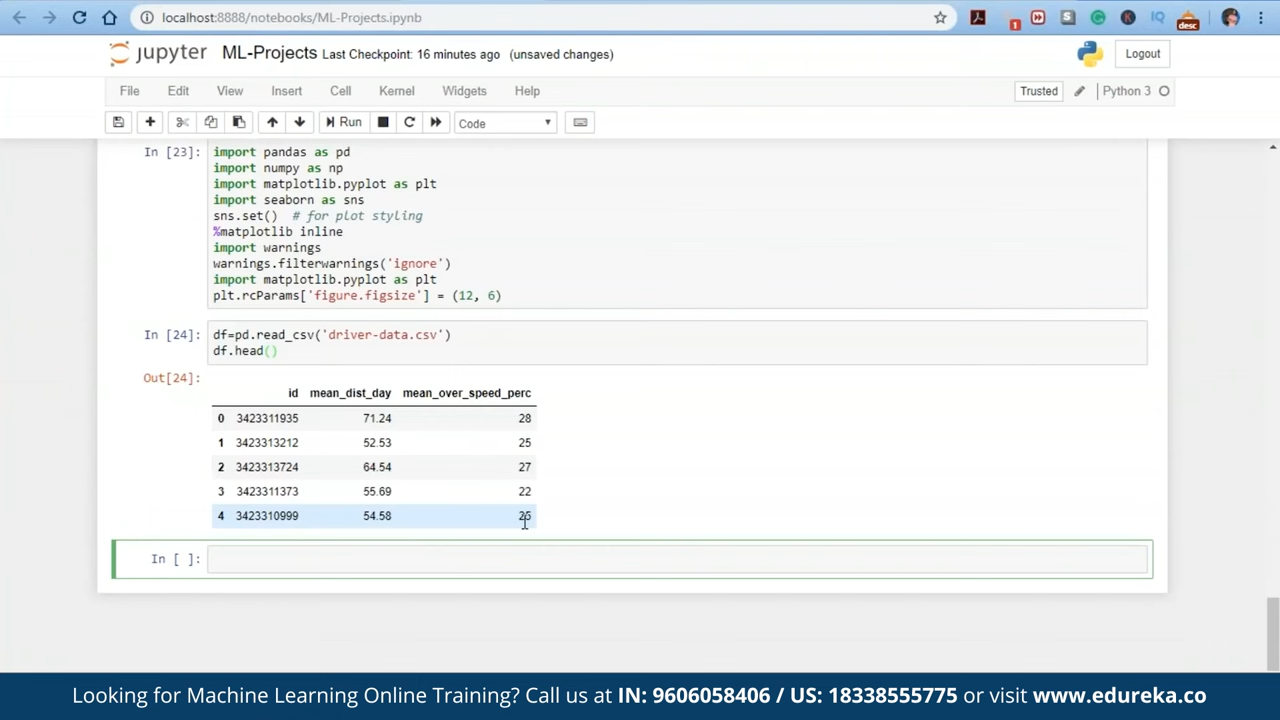 localhost:8888/notebooks/ML-Projects.ipynb
1
desc
jupyter ML-Projects Last Checkpoint: 16 minutes ago (unsaved changes)
Logout
File Edit View Insert Cell Kernel Widgets Help
Trusted
Python 3
Run
Code
In [23]:
import pandas as pd
import numpy as np
import matplotlib.pyplot as plt
import seaborn as sns
sns.set()  # for plot styling
%matplotlib inline
import warnings
warnings.filterwarnings('ignore')
import matplotlib.pyplot as plt
plt.rcParams['figure.figsize'] = (12, 6)
In [24]:
df=pd.read_csv('driver-data.csv')
df.head()
Out[24]:
id mean_dist_day mean_over_speed_perc
0 3423311935 71.24 28
1 3423313212 52.53 25
2 3423313724 64.54 27
3 3423311373 55.69 22
4 3423310999 54.58 25
In [ ]:
Looking for Machine Learning Online Training? Call us at IN: 9606058406 / US: 18338555775 or visit www.edureka.co